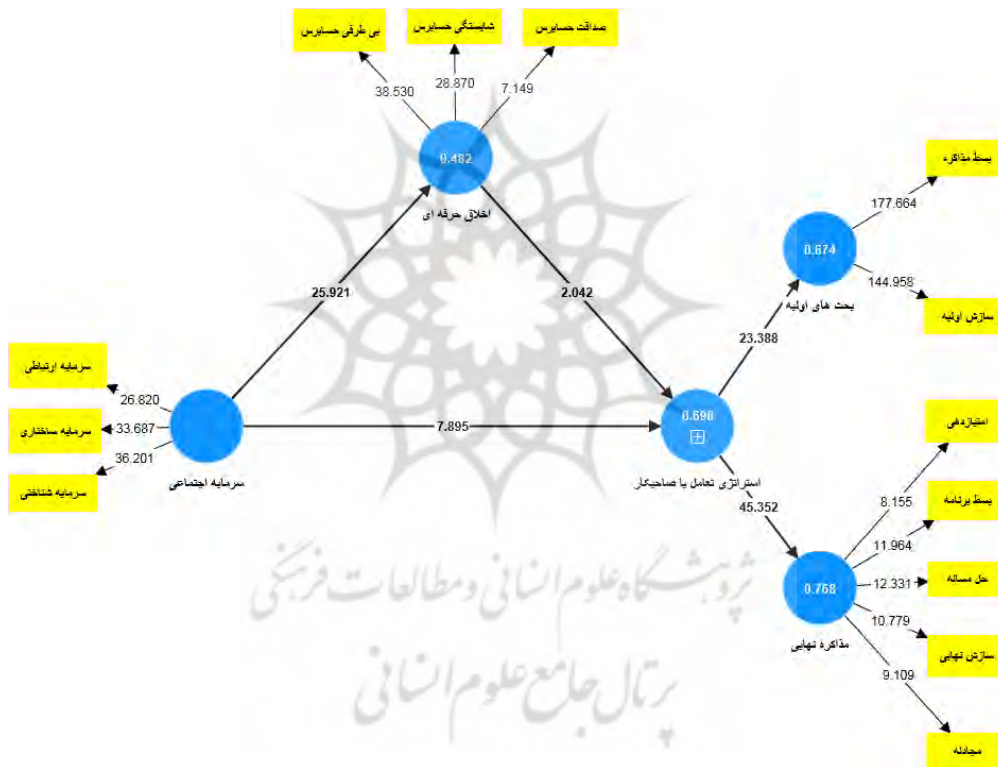 بی طرفی حسابرس
شایستگی حسابرس
صداقت حسابرس
38.530
28.870
7.149
0.482
اخلاق حرفه ای
بسط مذاکره
177.664
0.674
144.958
بحث های اولیه
سازش اولیه
25.921
2.042
23.388
سرمایه ارتباطی
26.820
سرمایه ساختاری
33.687
36.201
سرمایه شناختی
سرمایه اجتماعی
7.895
0.698
استراتژی تعامل با صاحبکار
45.352
امتیازدهی
8.155
بسط برنامه
11.964
حل مساله
12.331
0.768
10.779
سازش نهایی
مذاکره نهایی
9.109
مجادله
پژوهشگاه علوم انسانی و مطالعات فرهنگی
پرتال جامع علوم انسانی